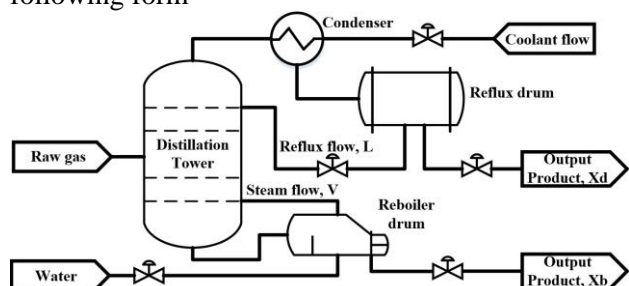 following form
Condenser
Coolant flow
Reflux drum
Distillation
Tower
Raw gas
Reflux flow, L
Output
Product, Xd
Steam flow, V
Reboiler
drum
Water
Output
Product, Xb